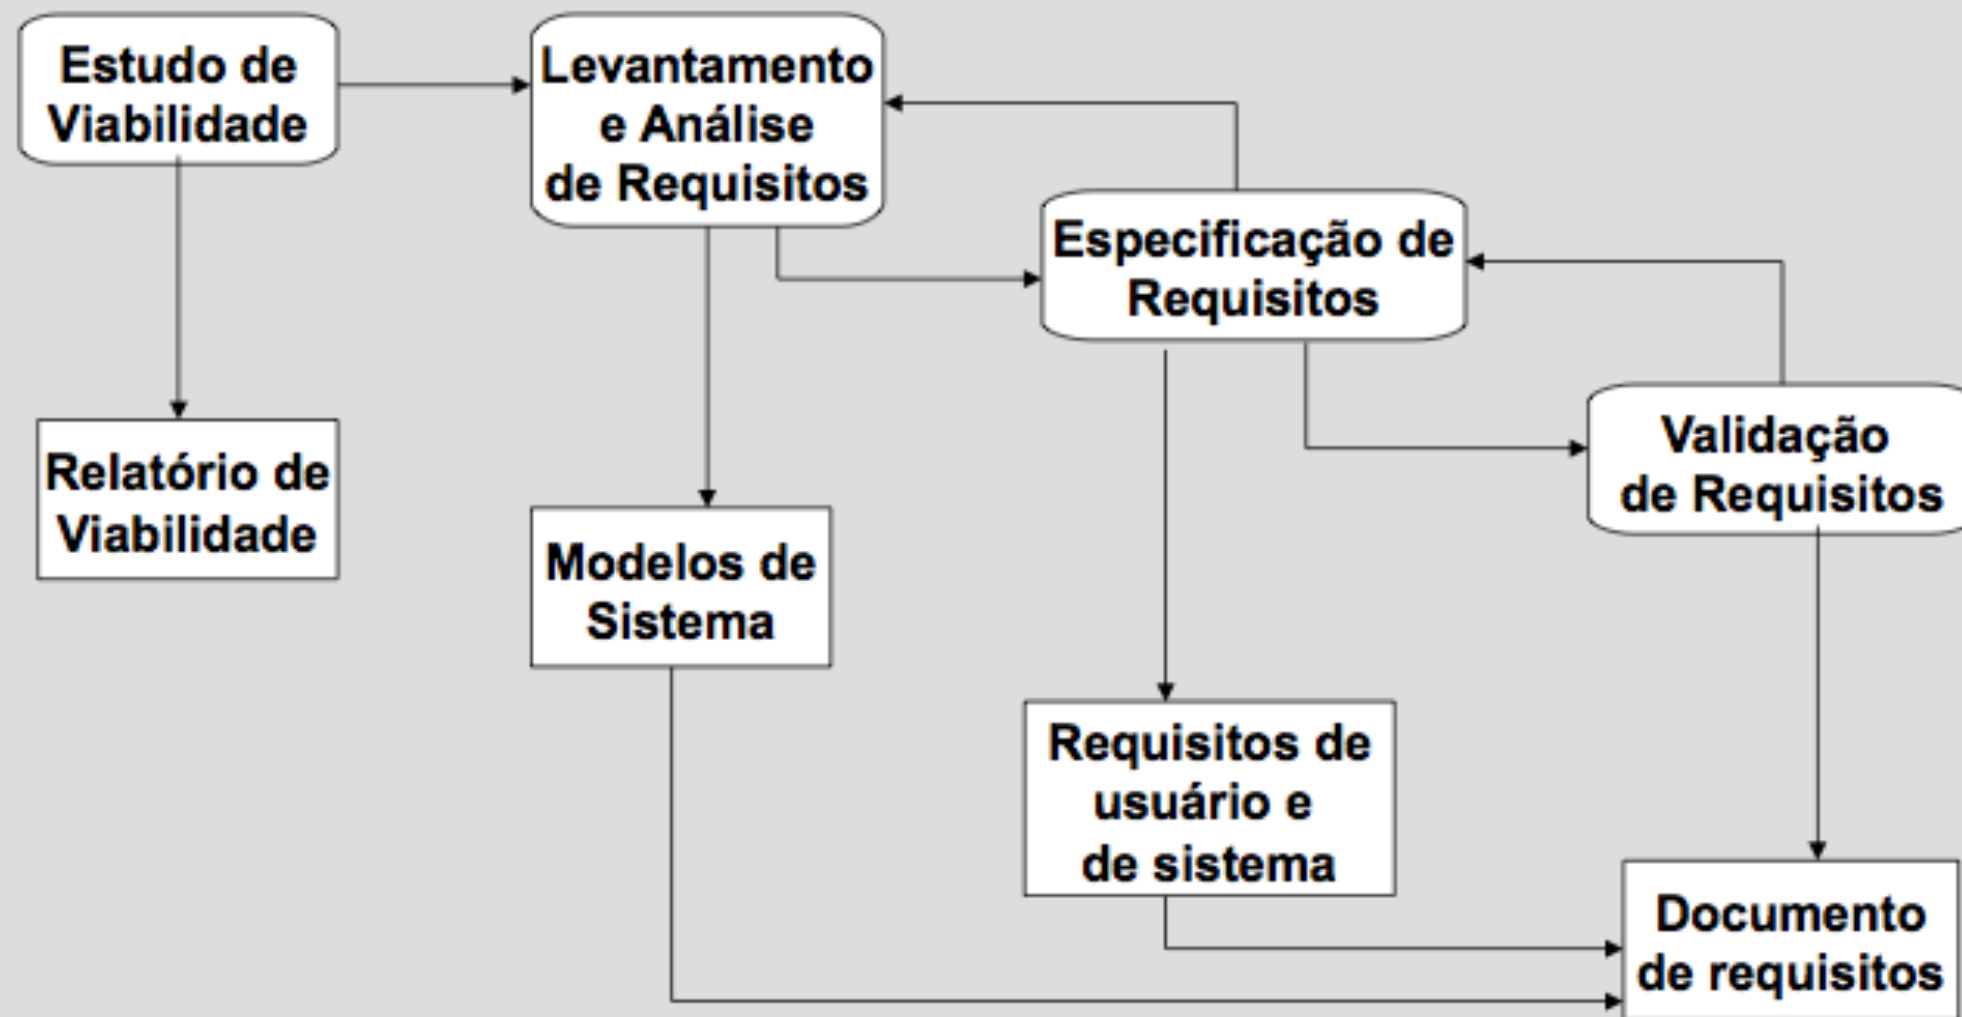 Estudo de
Viabilidade
Levantamento
e Análise
de Requisitos
Especificação de
Requisitos
Validação
de Requisitos
Relatório de
Viabilidade
Modelos de
Sistema
Requisitos de
usuário e
de sistema
Documento
de requisitos